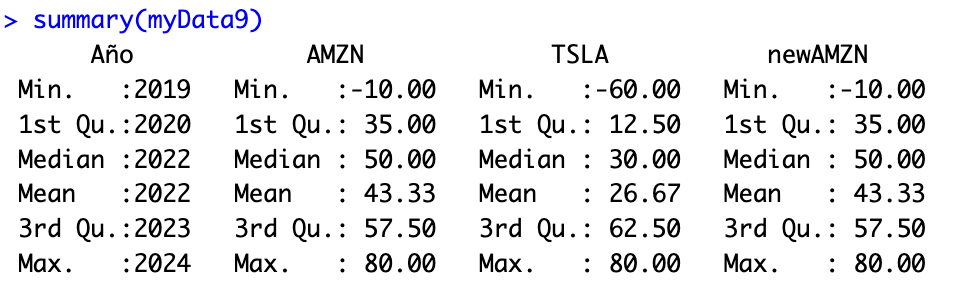 > summary(myData9)
Año AMZN TSLA newAMZN
Min. :2019 Min. :-10.00 Min. :-60.00 Min. :-10.00
1st Qu.:2020 1st Qu.: 35.00 1st Qu.: 12.50 1st Qu.: 35.00
Median :2022 Median : 50.00 Median : 30.00 Median : 50.00
Mean :2022 Mean : 43.33 Mean : 26.67 Mean : 43.33
3rd Qu.:2023 3rd Qu.: 57.50 3rd Qu.: 62.50 3rd Qu.: 57.50
Max. :2024 Max. : 80.00 Max. : 80.00 Max. : 80.00